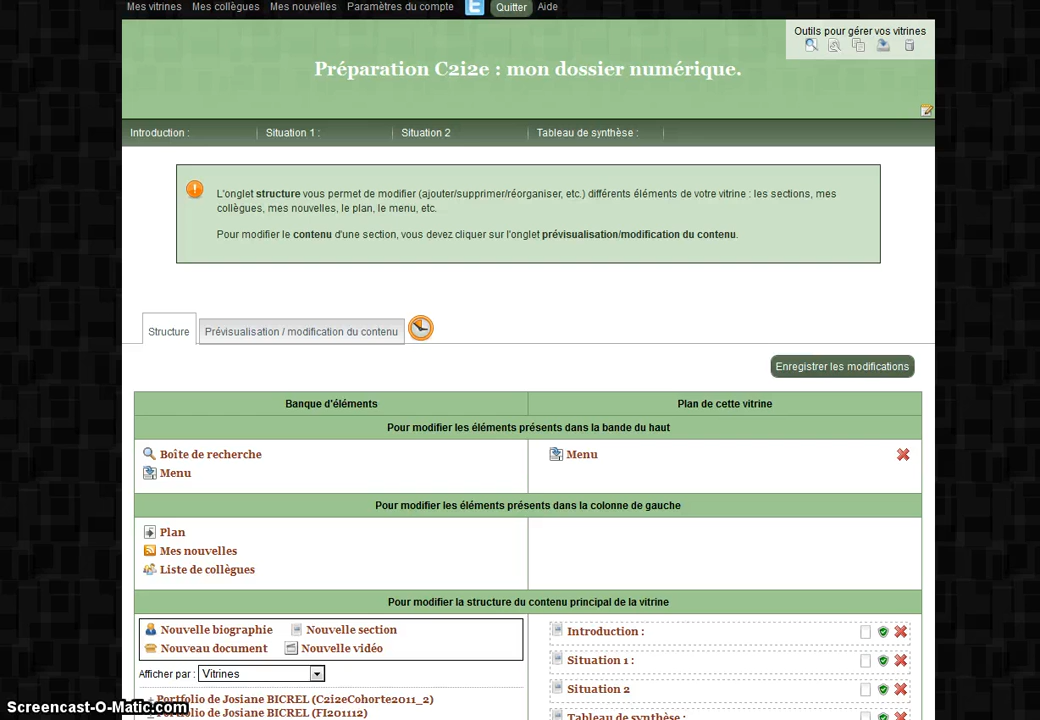 Mes vitrines Mes collègues Mes nouvelles Paramètres du compte Quitter Aide
Outils pour gérer vos vitrines
Préparation C2i2e : mon dossier numérique.
Introduction : Situation 1 : Situation 2 Tableau de synthèse :
L'onglet structure vous permet de modifier (ajouter/supprimer/réorganiser, etc.) différents éléments de votre vitrine : les sections, mes
collègues, mes nouvelles, le plan, le menu, etc.
Pour modifier le contenu d'une section, vous devez cliquer sur l'onglet prévisualisation/modification du contenu.
Structure Prévisualisation / modification du contenu
Enregistrer les modifications
Banque d'éléments Plan de cette vitrine
Pour modifier les éléments présents dans la bande du haut
Boîte de recherche Menu
Menu
Pour modifier les éléments présents dans la colonne de gauche
Plan
Mes nouvelles
Liste de collègues
Pour modifier la structure du contenu principal de la vitrine
Nouvelle biographie Nouvelle section Introduction :
Nouveau document Nouvelle vidéo
Situation 1 :
Afficher par : Vitrines
Situation 2
Portfolio de Josiane BICREL (C2i2eCohorte2011_2)
Portfolio de Josiane BICREL (FI201112)
Tableau de synthèse :
Screencast-O-Matic.com